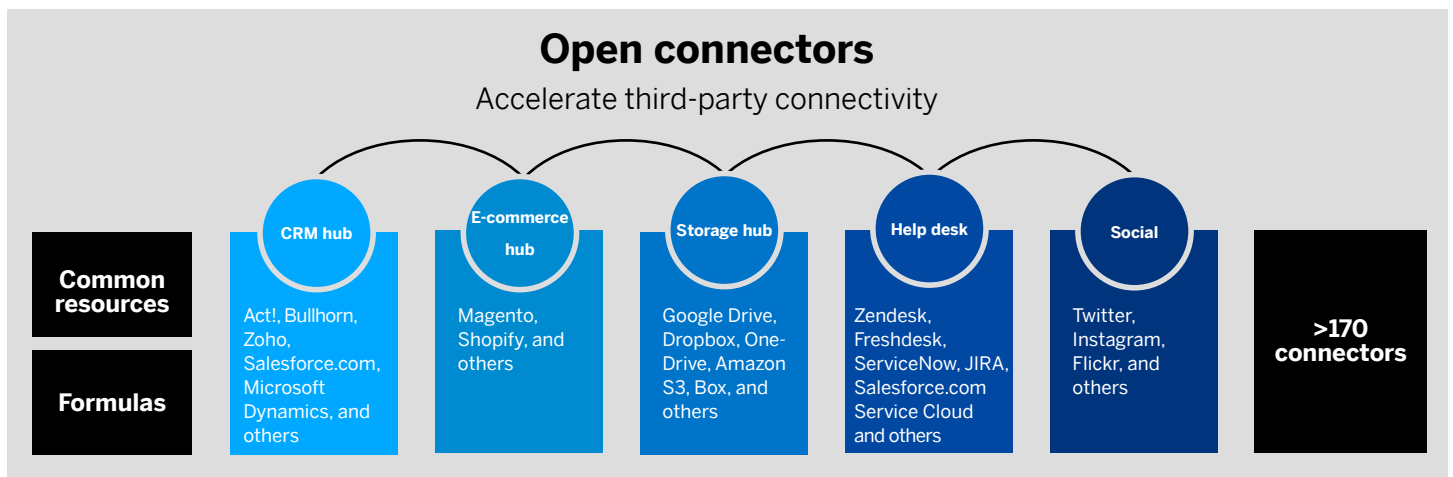 Open connectors
Accelerate third-party connectivity
Common
resources
Formulas
CRM hub
Act!, Bullhorn,
Zoho,
Salesforce.com,
Microsoft
Dynamics, and
others
E-commerce
hub
Magento,
Shopify, and
others
Storage hub
Google Drive,
Dropbox, One-
Drive, Amazon
S3, Box, and
others
Help desk
Zendesk,
Freshdesk,
ServiceNow, JIRA,
Salesforce.com
Service Cloud
and others
Social
Twitter,
Instagram,
Flickr, and
others
>170
connectors